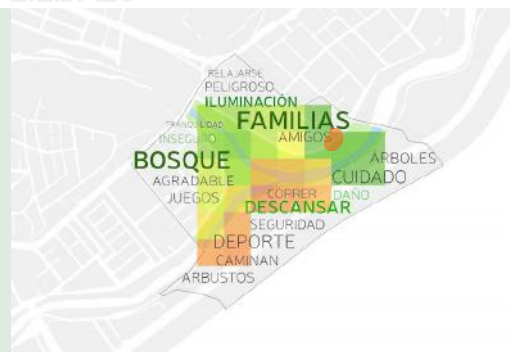 RELAJARSE
PELIGROSO
ILUMINACIÓN
FAMILIAS
TRANQUILIDAD
INSEGURO
AMIGOS
BOSQUE
ARBOLES
AGRADABLE
CUIDADO
JUEGOS
CORRER
DAÑO
DESCANSAR
SEGURIDAD
DEPORTE
CAMINAN
ARBUSTOS